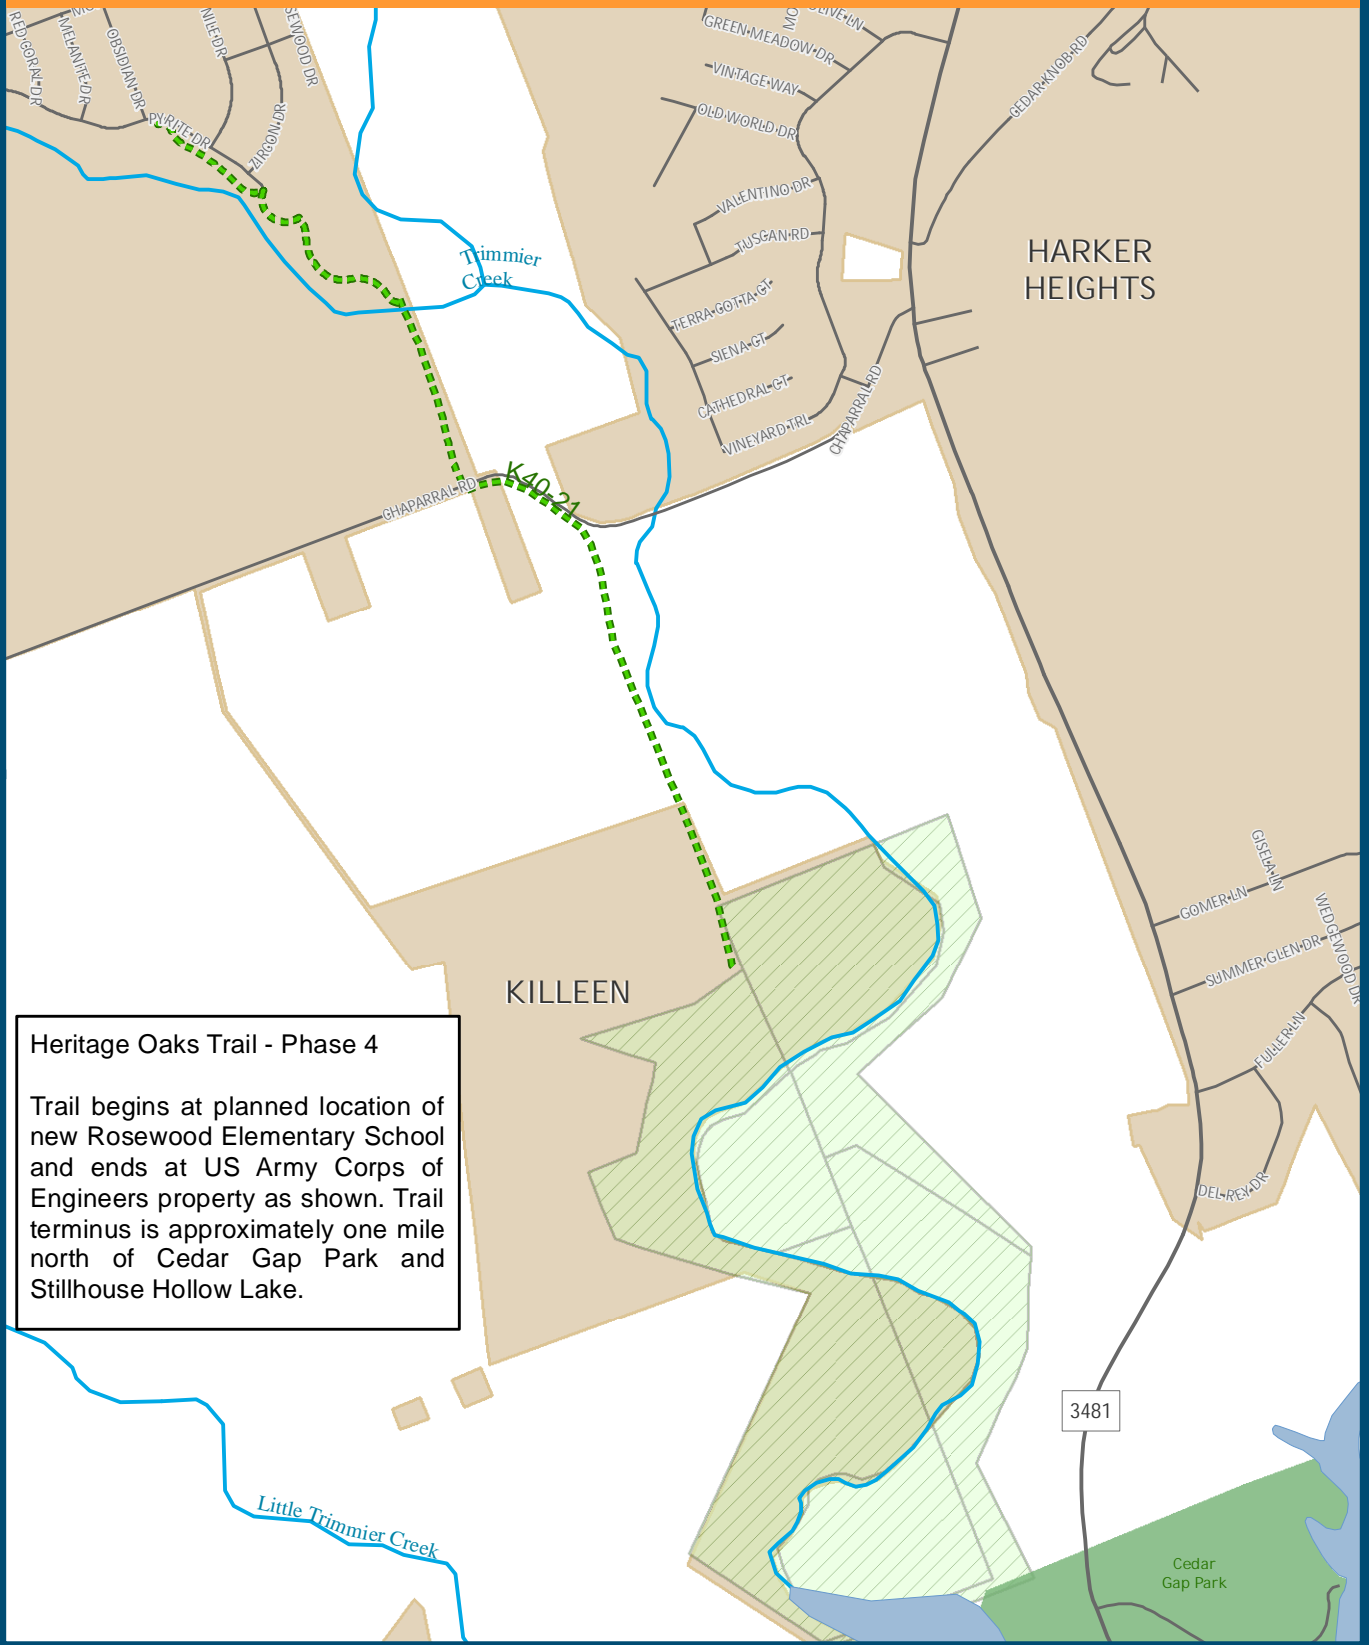 RED CORAL DR
MELANITE DR
OBSIDIAN DR
PYRITE DR
ZIRCON DR
GREEN MEADOW DR
VINTAGE WAY
OLD WORLD DR
VALENTINO DR
TUSCAN RD
TERRA COTTA CT
SIENA CT
CATHEDRAL CT
VINEYARD TRL
CHAPARRAL RD
CEDAR KNOB RD
HARKER
HEIGHTS
Trimmier
Creek
CHAPARRAL RD
K40-21
GISELA LN
GOMER LN
WEDGEWOOD DR
SUMMER GLEN DR
FULLER LN
DEL REY DR
KILLEEN
Heritage Oaks Trail - Phase 4
Trail begins at planned location of
new Rosewood Elementary School
and ends at US Army Corps of
Engineers property as shown. Trail
terminus is approximately one mile
north of Cedar Gap Park and
Stillhouse Hollow Lake.
3481
Little Trimmier Creek
Cedar
Gap Park